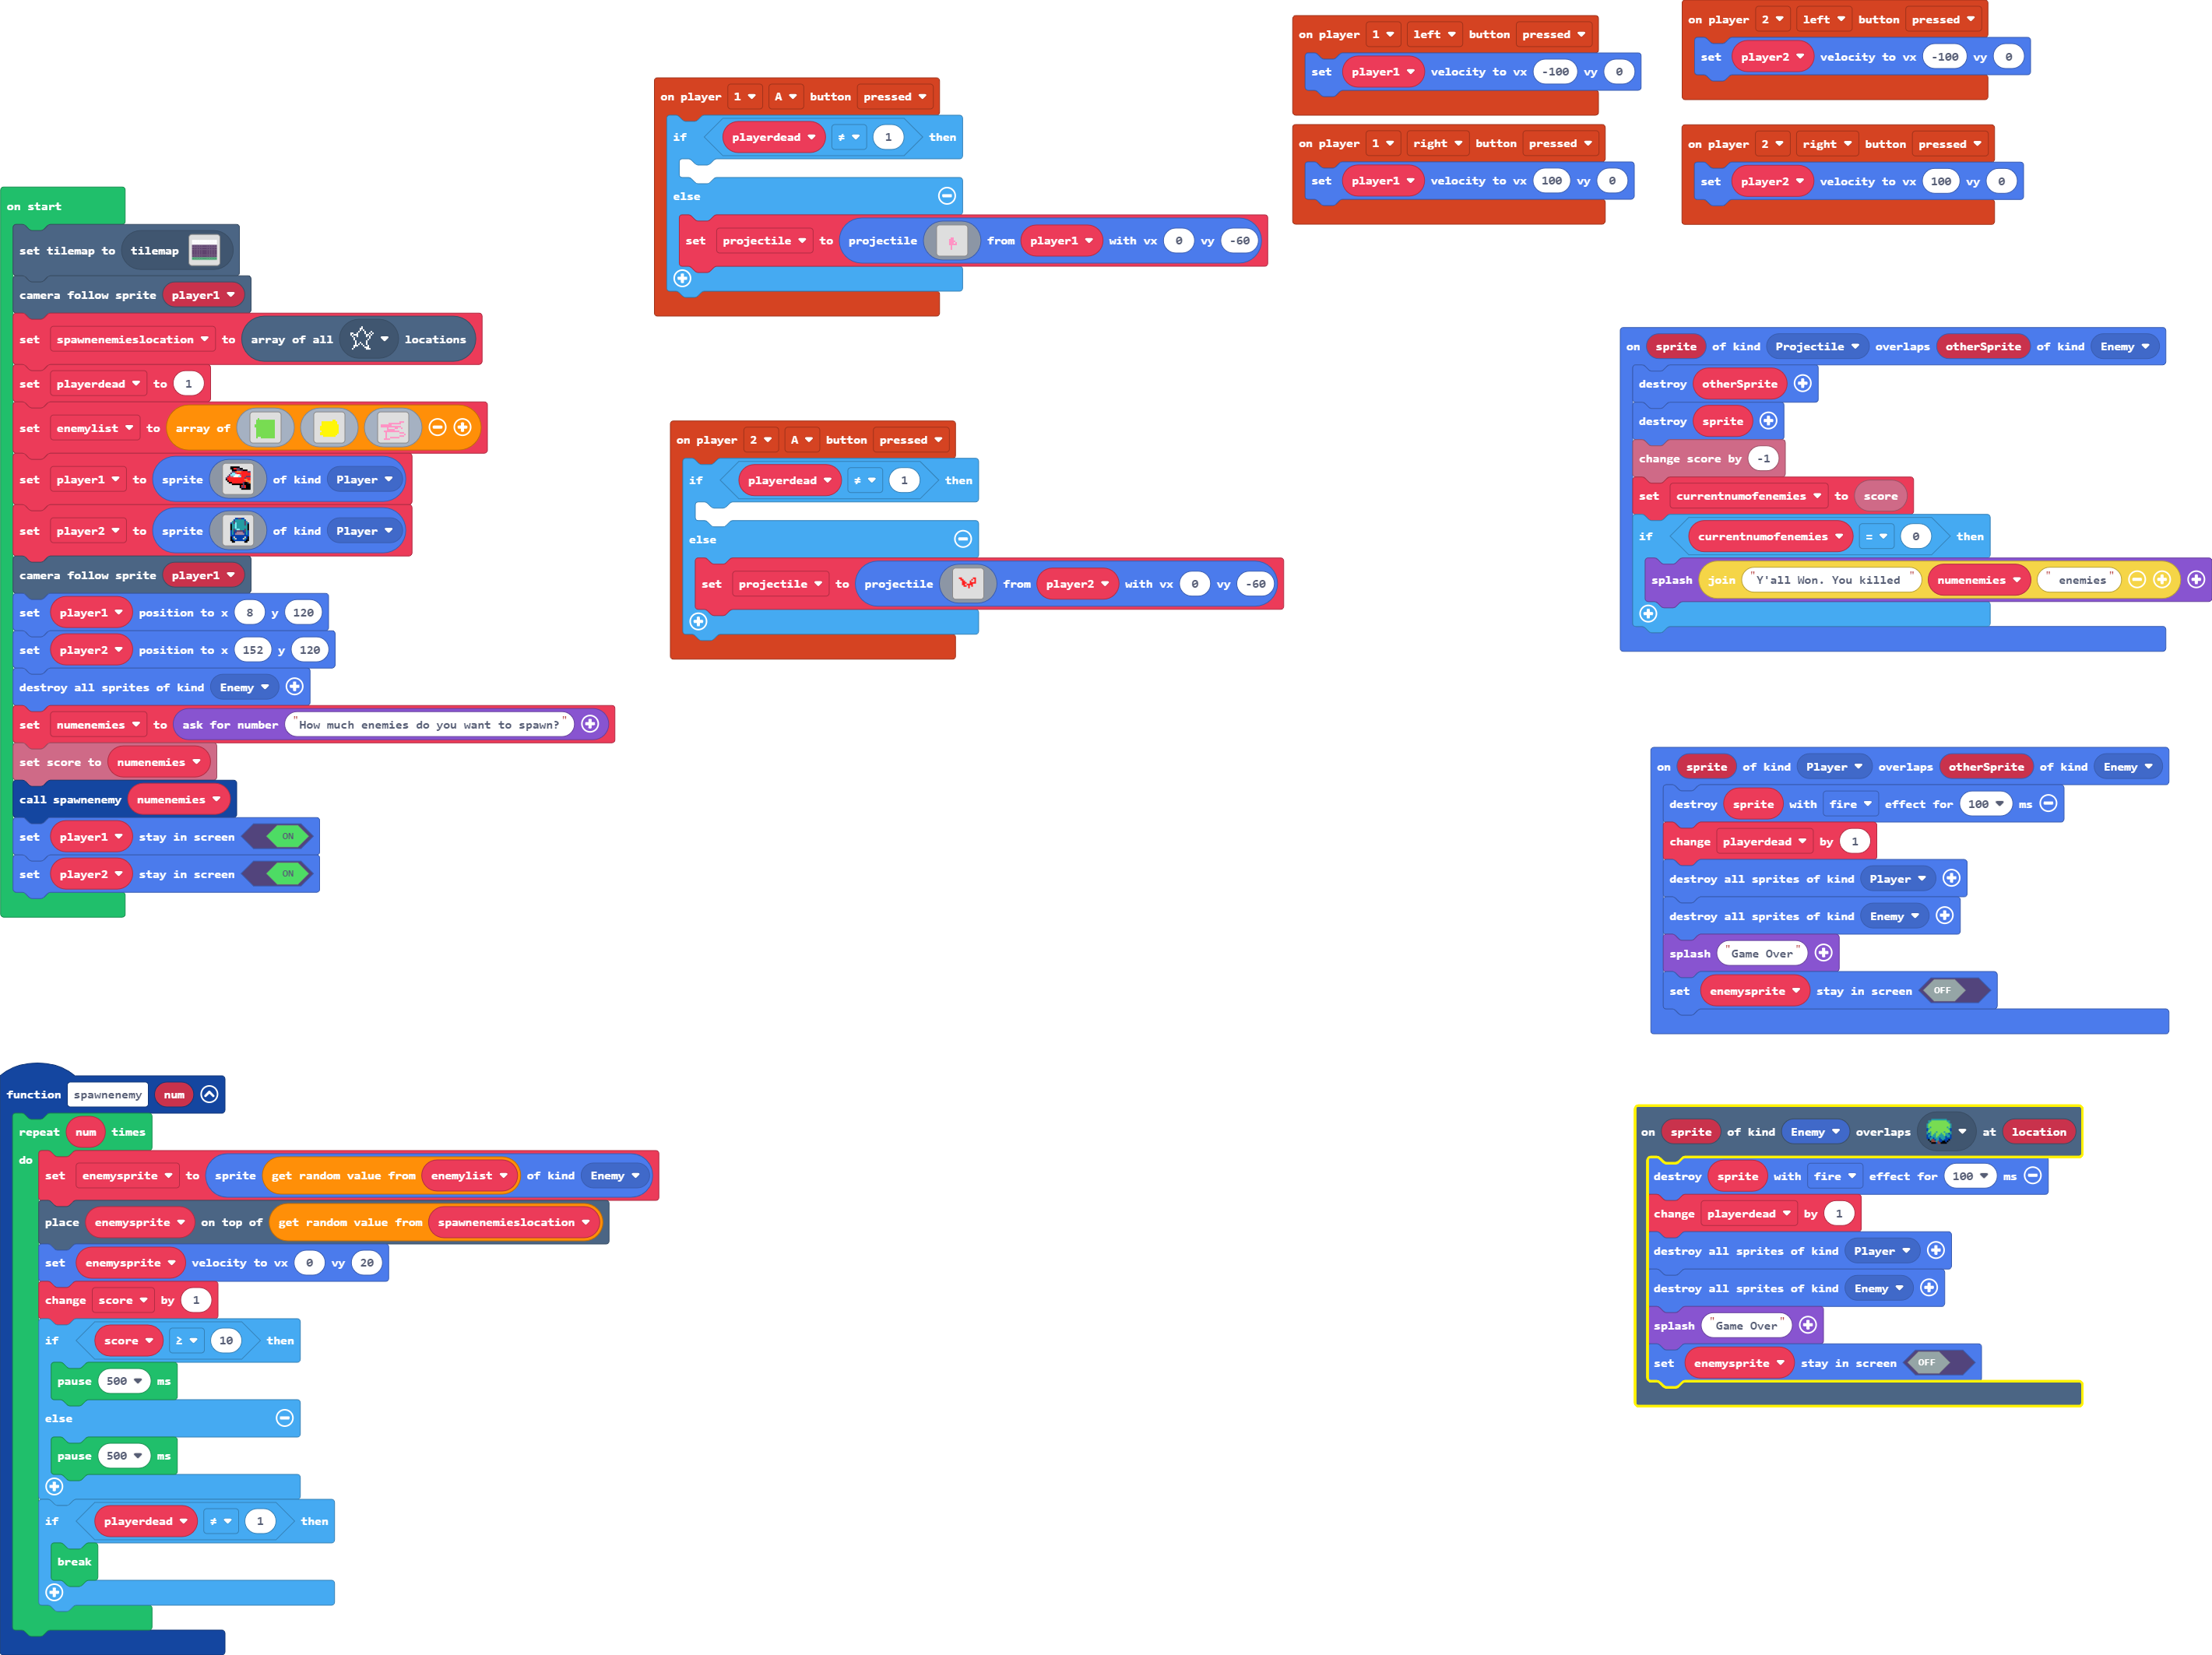 on start
set tilemap to tilemap
camera follow sprite player1
set spawnenemieslocation to array of all locations
set playerdead to 1
set enemylist to array of
set player1 to sprite of kind Player
set player2 to sprite of kind Player
camera follow sprite player1
set player1 position to x 8 y 120
set player2 position to x 152 y 120
destroy all sprites of kind Enemy
set numenemies to ask for number "How much enemies do you want to spawn?"
set score to numenemies
call spawnenemy numenemies
set player1 stay in screen ON
set player2 stay in screen ON
function spawnenemy num
repeat num times
do
set enemysprite to sprite get random value from enemylist of kind Enemy
place enemysprite on top of get random value from spawnenemieslocation
set enemysprite velocity to vx 0 vy 20
change score by 1
if score ≥ 10 then
pause 500 ms
else
pause 500 ms
if playerdead ≠ 1 then
break
on player 1 A button pressed
if playerdead ≠ 1 then
else
set projectile to projectile from player1 with vx 0 vy -60
on player 2 A button pressed
if playerdead ≠ 1 then
else
set projectile to projectile from player2 with vx 0 vy -60
on player 1 left button pressed
set player1 velocity to vx -100 vy 0
on player 1 right button pressed
set player1 velocity to vx 100 vy 0
on player 2 left button pressed
set player2 velocity to vx -100 vy 0
on player 2 right button pressed
set player2 velocity to vx 100 vy 0
on sprite of kind Projectile overlaps otherSprite of kind Enemy
destroy otherSprite
destroy sprite
change score by -1
set currentnumofenemies to score
if currentnumofenemies = 0 then
splash join "Y'all Won. You killed " numenemies " enemies"
on sprite of kind Player overlaps otherSprite of kind Enemy
destroy sprite with fire effect for 100 ms
change playerdead by 1
destroy all sprites of kind Player
destroy all sprites of kind Enemy
splash "Game Over"
set enemysprite stay in screen OFF
on sprite of kind Enemy overlaps at location
destroy sprite with fire effect for 100 ms
change playerdead by 1
destroy all sprites of kind Player
destroy all sprites of kind Enemy
splash "Game Over"
set enemysprite stay in screen OFF